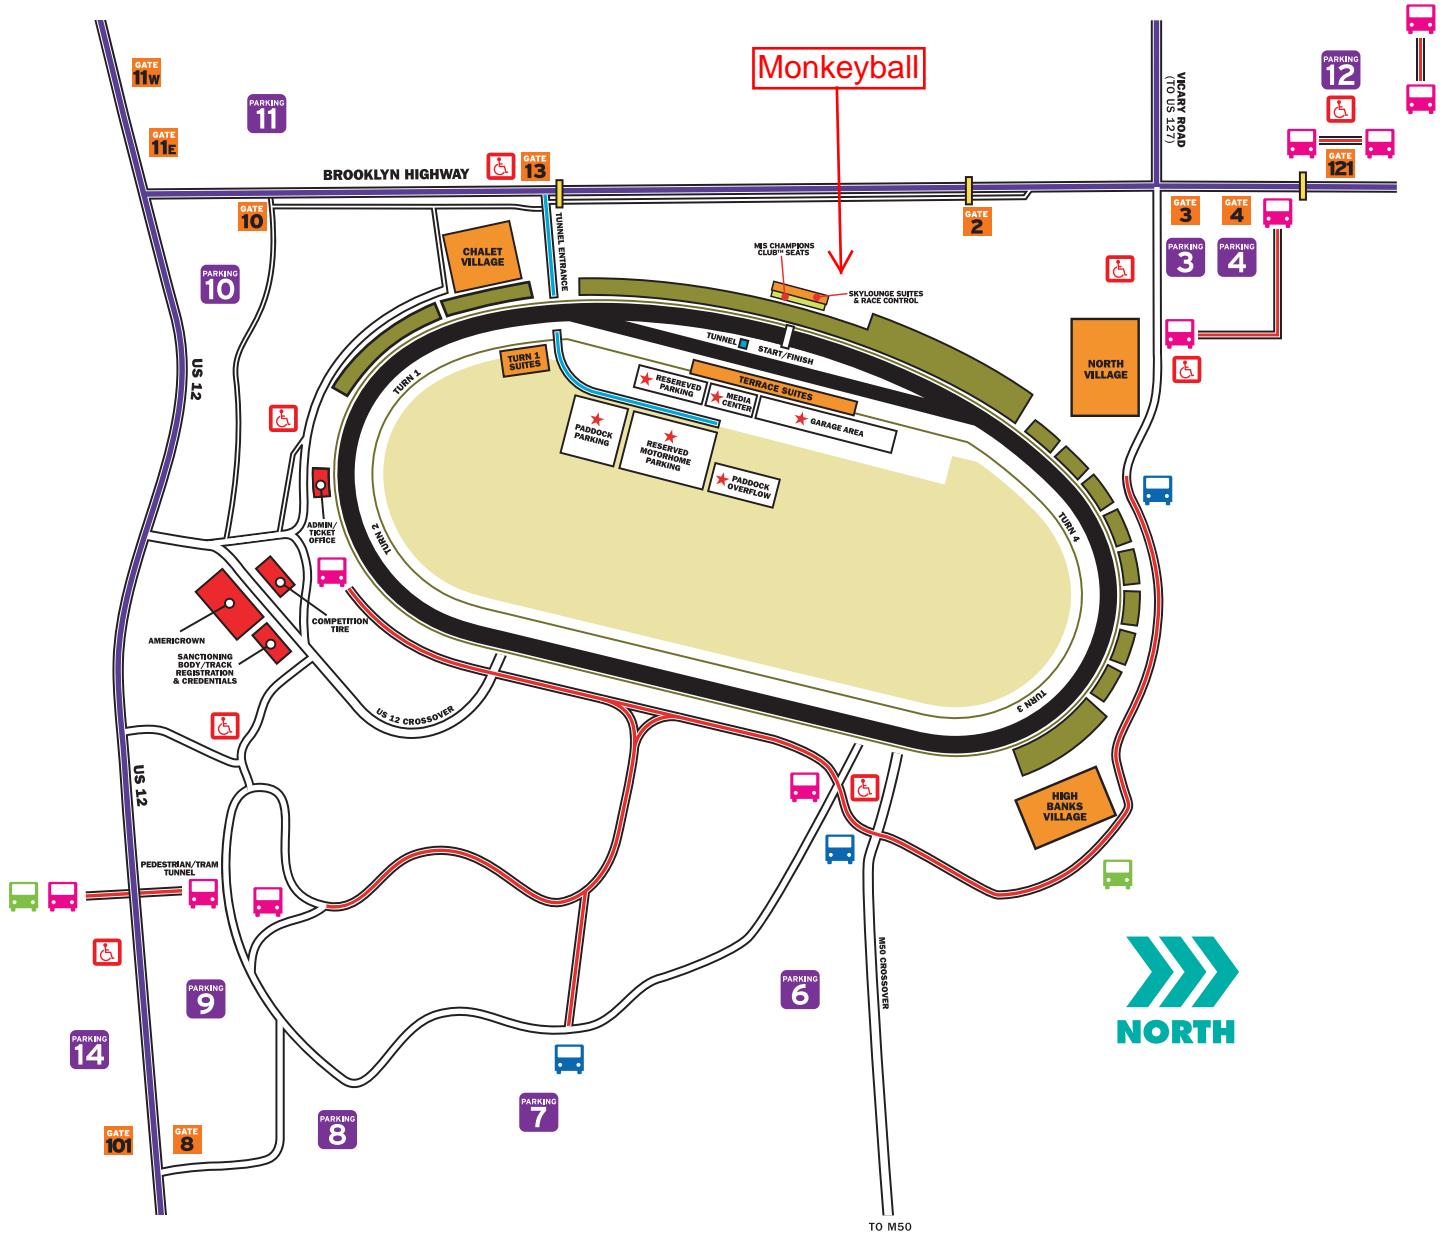 GATE
11W
PARKING
11
GATE
11E
Monkeyball
VICARY ROAD
(TO US 127)
PARKING
12
GATE
121
BROOKLYN HIGHWAY
GATE
13
GATE
10
TUNNEL ENTRANCE
GATE
2
GATE
3
GATE
4
PARKING
3
PARKING
4
PARKING
10
CHALET
VILLAGE
MIS CHAMPIONS
CLUB™ SEATS
SKYLOUNGE SUITES
& RACE CONTROL
US 12
TURN 1
TURN 1
SUITES
TUNNEL
START/FINISH
NORTH
VILLAGE
RESEREVED
PARKING
TERRACE SUITES
MEDIA
CENTER
GARAGE AREA
PADDOCK
PARKING
RESERVED
MOTORHOME
PARKING
PADDOCK
OVERFLOW
ADMIN/
TICKET
OFFICE
TURN 2
TURN 4
COMPETITION
TIRE
AMERICROWN
SANCTIONING
BODY/TRACK
REGISTRATION
& CREDENTIALS
US 12 CROSSOVER
TURN 3
US 12
HIGH
BANKS
VILLAGE
PEDESTRIAN/TRAM
TUNNEL
M50 CROSSOVER
PARKING
9
PARKING
6
NORTH
PARKING
14
PARKING
7
PARKING
8
GATE
101
GATE
8
TO M50